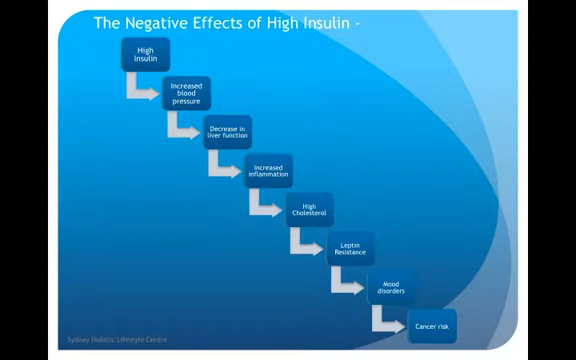 The Negative Effects of High Insulin -
High
Insulin
Increased
blood
pressure
Decrease in
liver function
Increased
inflammation
High
Cholesterol
Leptin
Resistance
Mood
disorders
Cancer risk
Sydney Holistic Lifestyle Centre